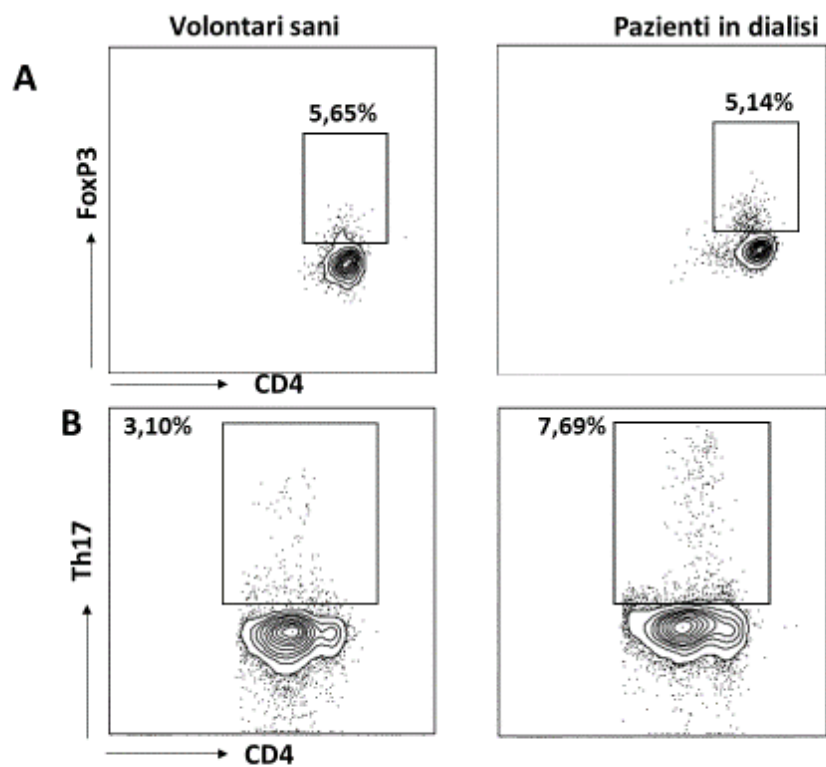 Volontari sani
Pazienti in dialisi
A
5,65%
5,14%
FoxP3
CD4
B
3,10%
7,69%
Th17
CD4